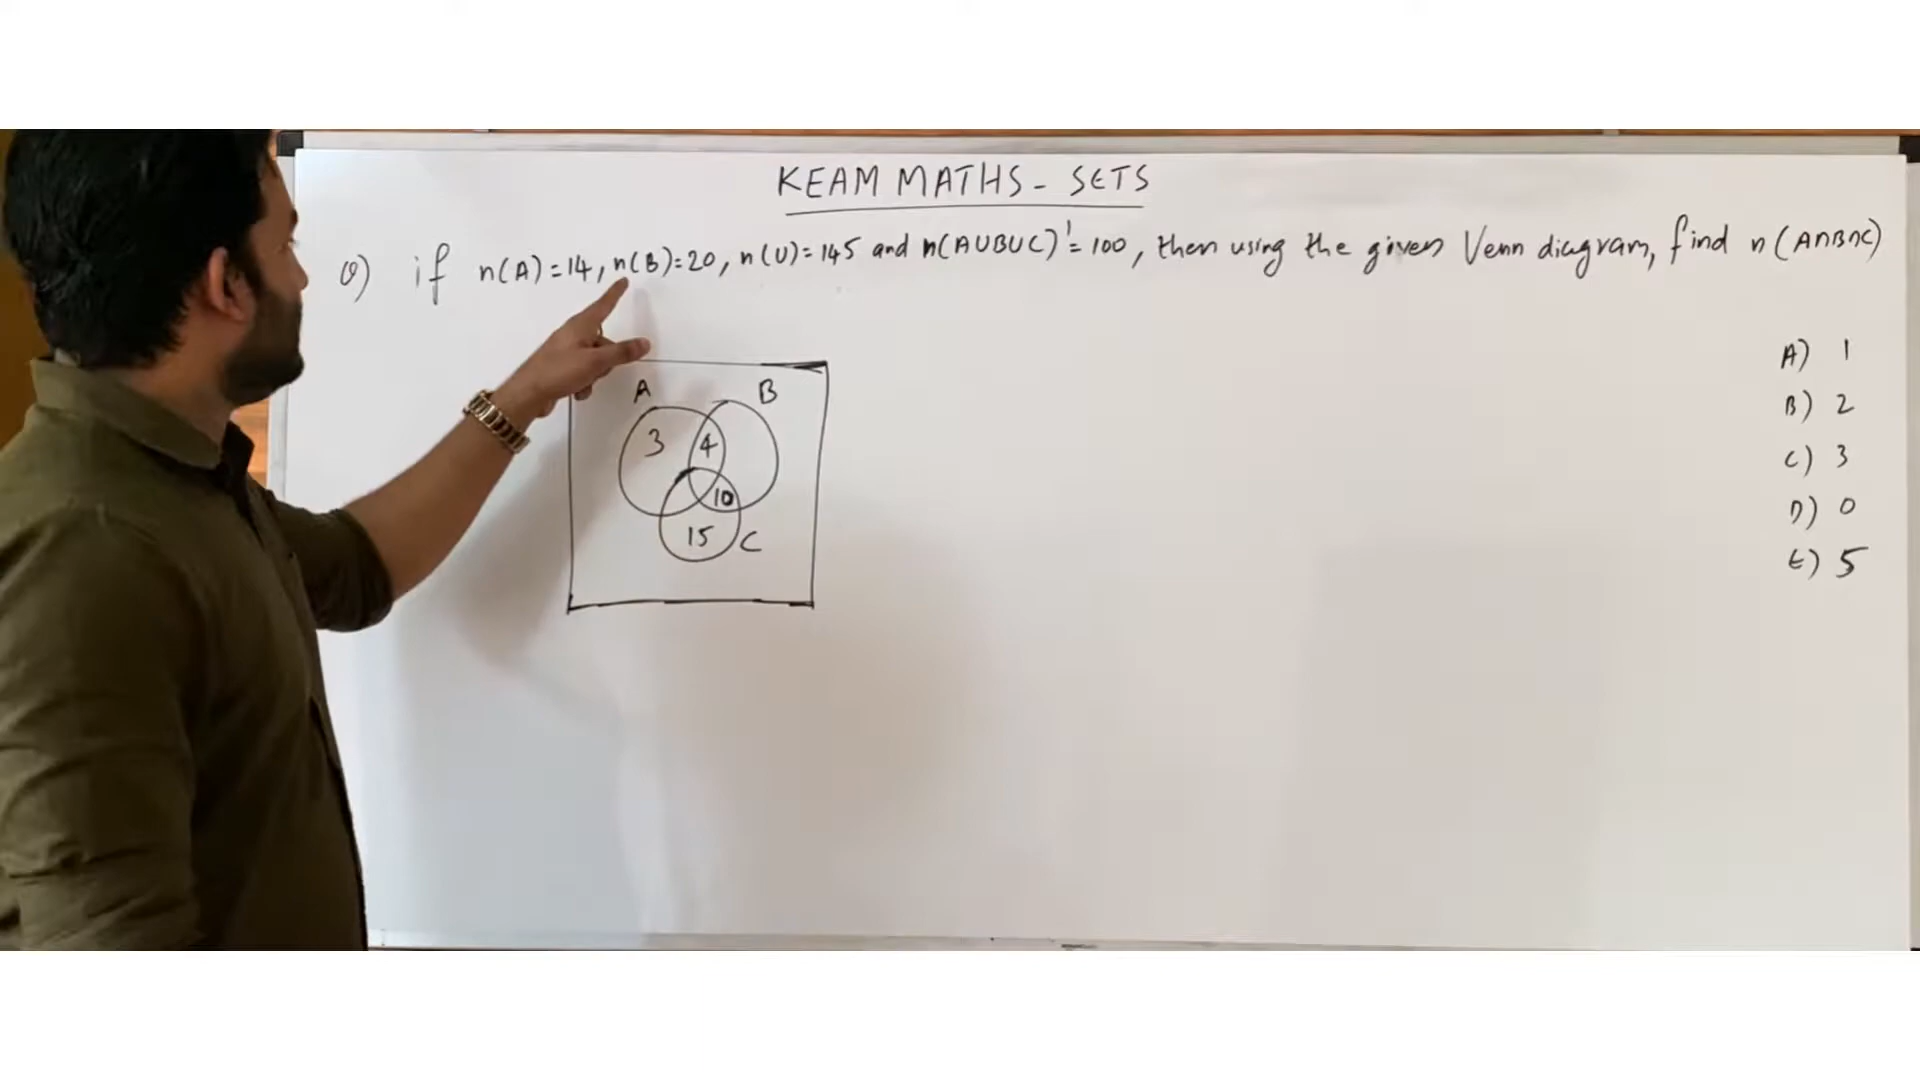 KEAM MATHS - SETS
Q) if n(A)=14, n(B)=20, n(U)=145 and n(AUBUC)'=100, then using the given Venn diagram, find n(A∩B∩C)
A) 1
B) 2
C) 3
D) 0
E) 5
A B
3 4
10
15 C